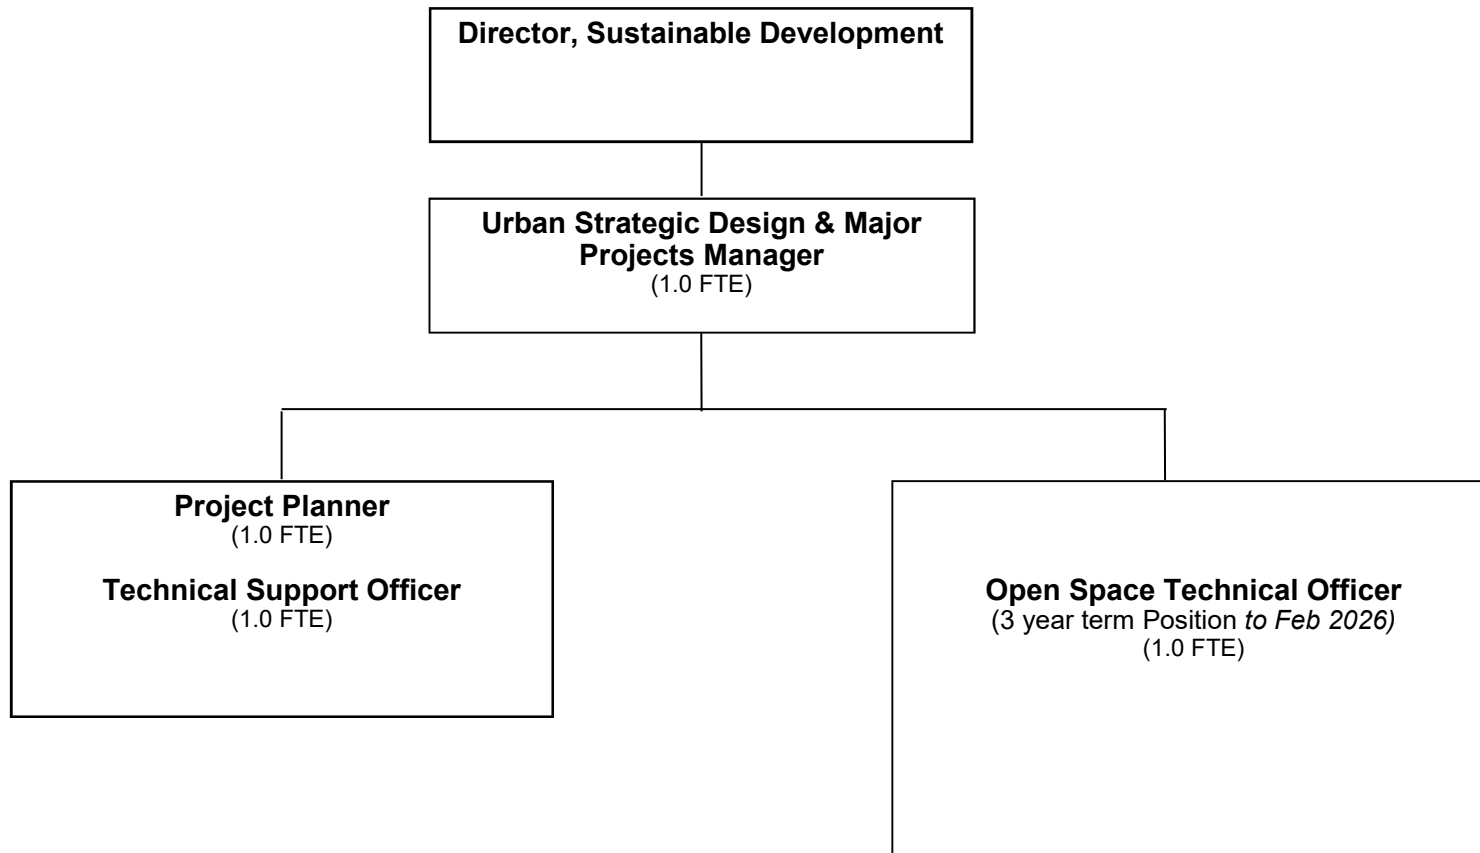 Director, Sustainable Development
Urban Strategic Design & Major
Projects Manager
(1.0 FTE)
Project Planner
(1.0 FTE)
Technical Support Officer
(1.0 FTE)
Open Space Technical Officer
(3 year term Position to Feb 2026)
(1.0 FTE)